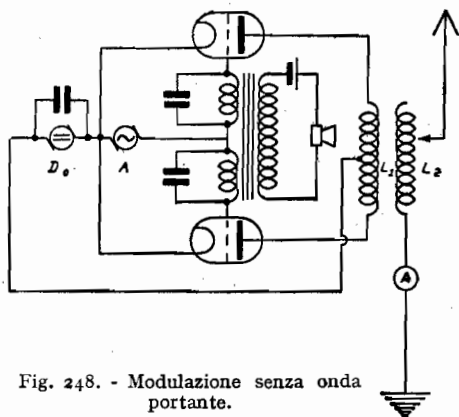 D₀
A
L₁
L₂
A
Fig. 248. - Modulazione senza onda
portante.